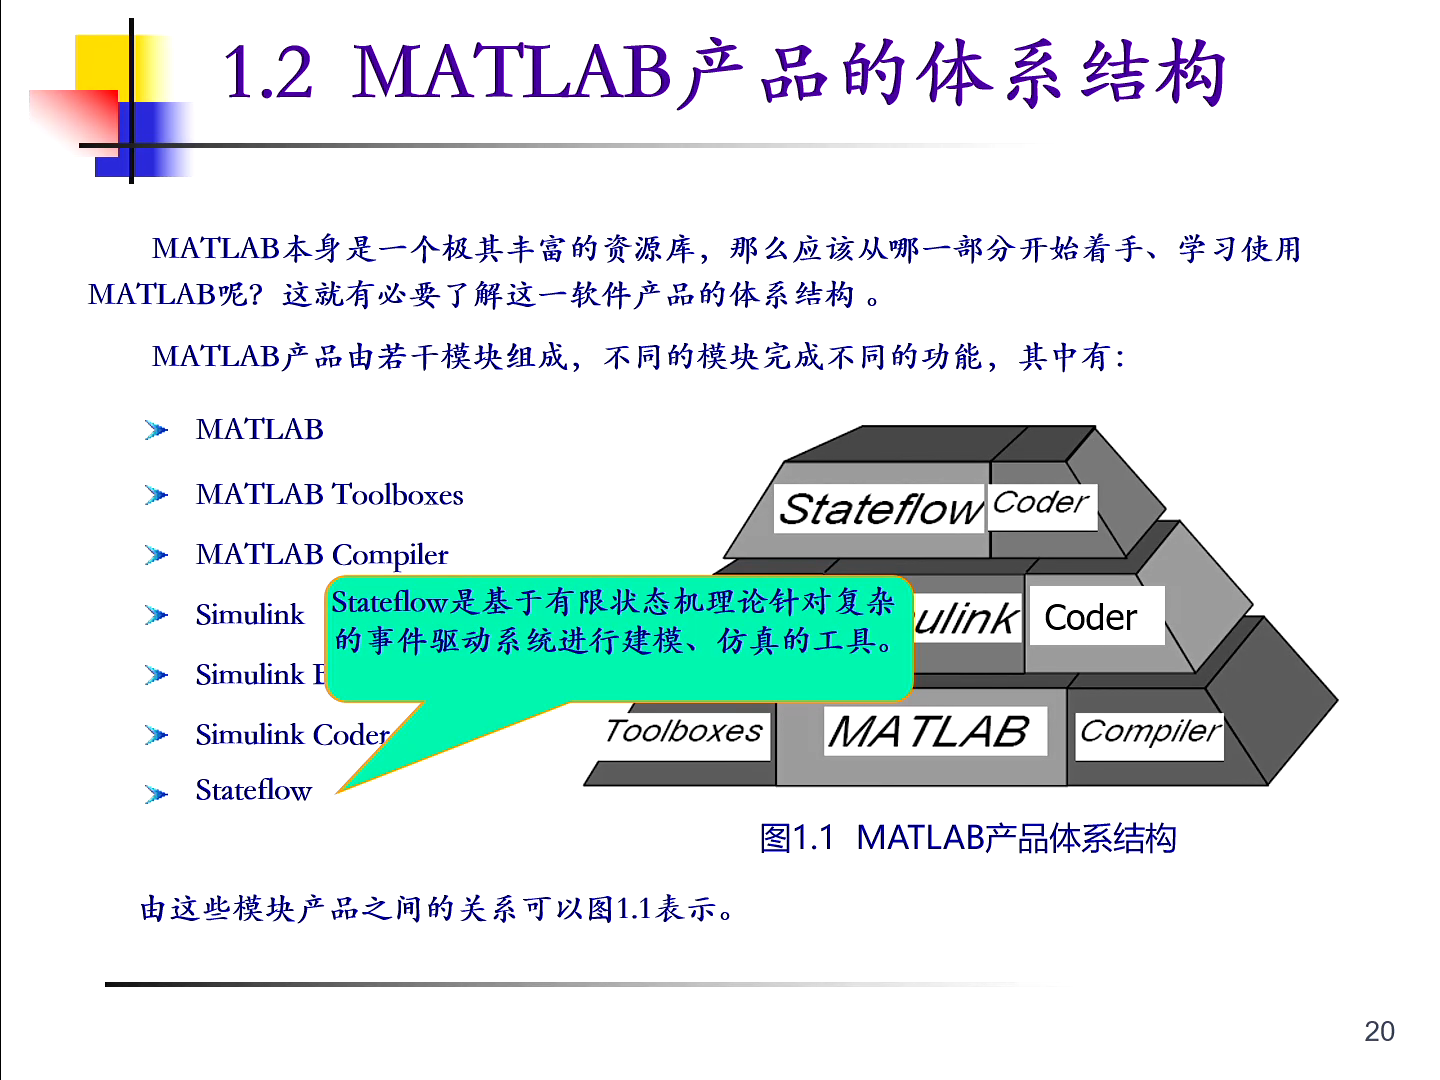 1.2 MATLAB产品的体系结构
MATLAB本身是一个极其丰富的资源库，那么应该从哪一部分开始着手、学习使用
MATLAB呢？这就有必要了解这一软件产品的体系结构 。
MATLAB产品由若干模块组成，不同的模块完成不同的功能，其中有：
MATLAB
MATLAB Toolboxes
MATLAB Compiler
Simulink
Simulink
Simulink Coder
Stateflow
Stateflow是基于有限状态机理论针对复杂
的事件驱动系统进行建模、仿真的工具。
Stateflow Coder
Coder
Toolboxes MATLAB Compiler
图1.1 MATLAB产品体系结构
由这些模块产品之间的关系可以图1.1表示。
20